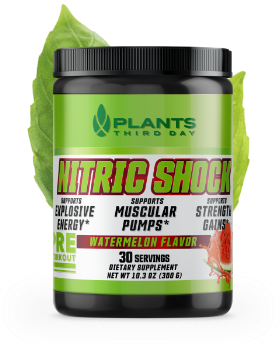 PLANTS
THIRD DAY
NITRIC SHOCK
SUPPORTS
EXPLOSIVE
ENERGY*
SUPPORTS
MUSCULAR
PUMPS*
SUPPORTS
STRENGTH
GAINS*
PRE
WATERMELON FLAVOR
30 SERVINGS
DIETARY SUPPLEMENT
NET WT 10.3 OZ (300 G)